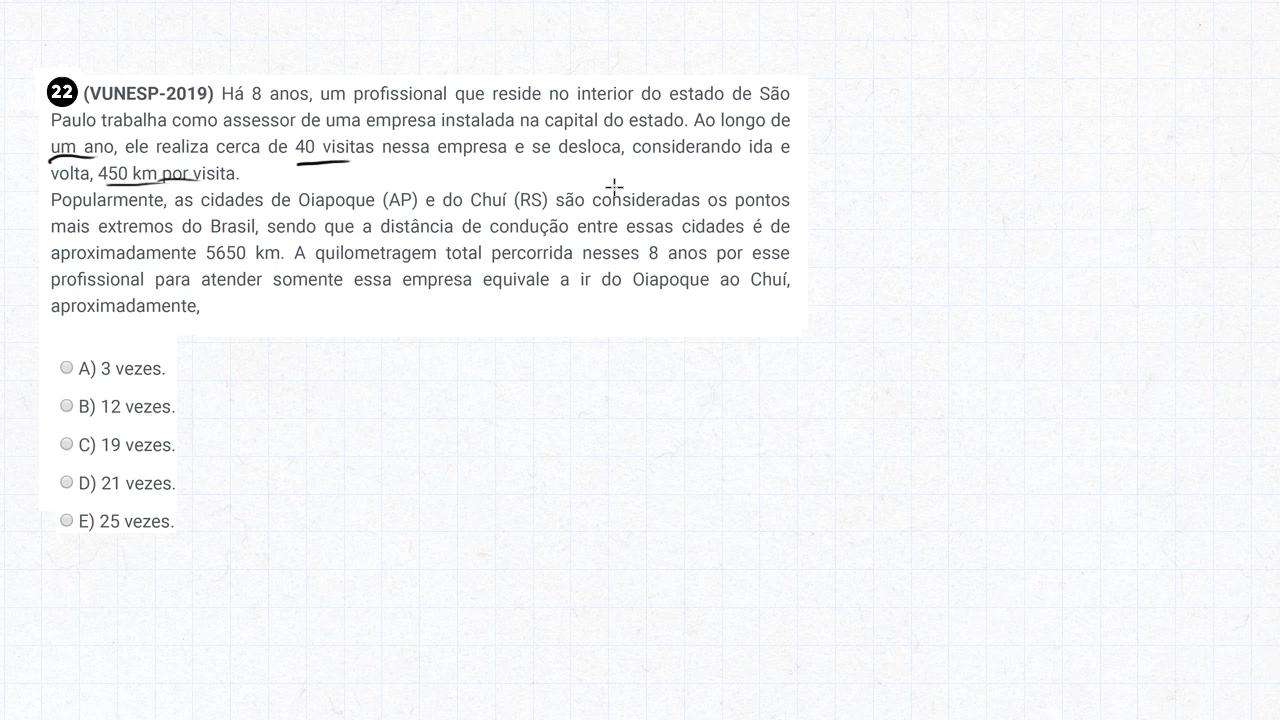 22 (VUNESP-2019) Há 8 anos, um profissional que reside no interior do estado de São
Paulo trabalha como assessor de uma empresa instalada na capital do estado. Ao longo de
um ano, ele realiza cerca de 40 visitas nessa empresa e se desloca, considerando ida e
volta, 450 km por visita.
Popularmente, as cidades de Oiapoque (AP) e do Chuí (RS) são consideradas os pontos
mais extremos do Brasil, sendo que a distância de condução entre essas cidades é de
aproximadamente 5650 km. A quilometragem total percorrida nesses 8 anos por esse
profissional para atender somente essa empresa equivale a ir do Oiapoque ao Chuí,
aproximadamente,
A) 3 vezes.
B) 12 vezes.
C) 19 vezes.
D) 21 vezes.
E) 25 vezes.